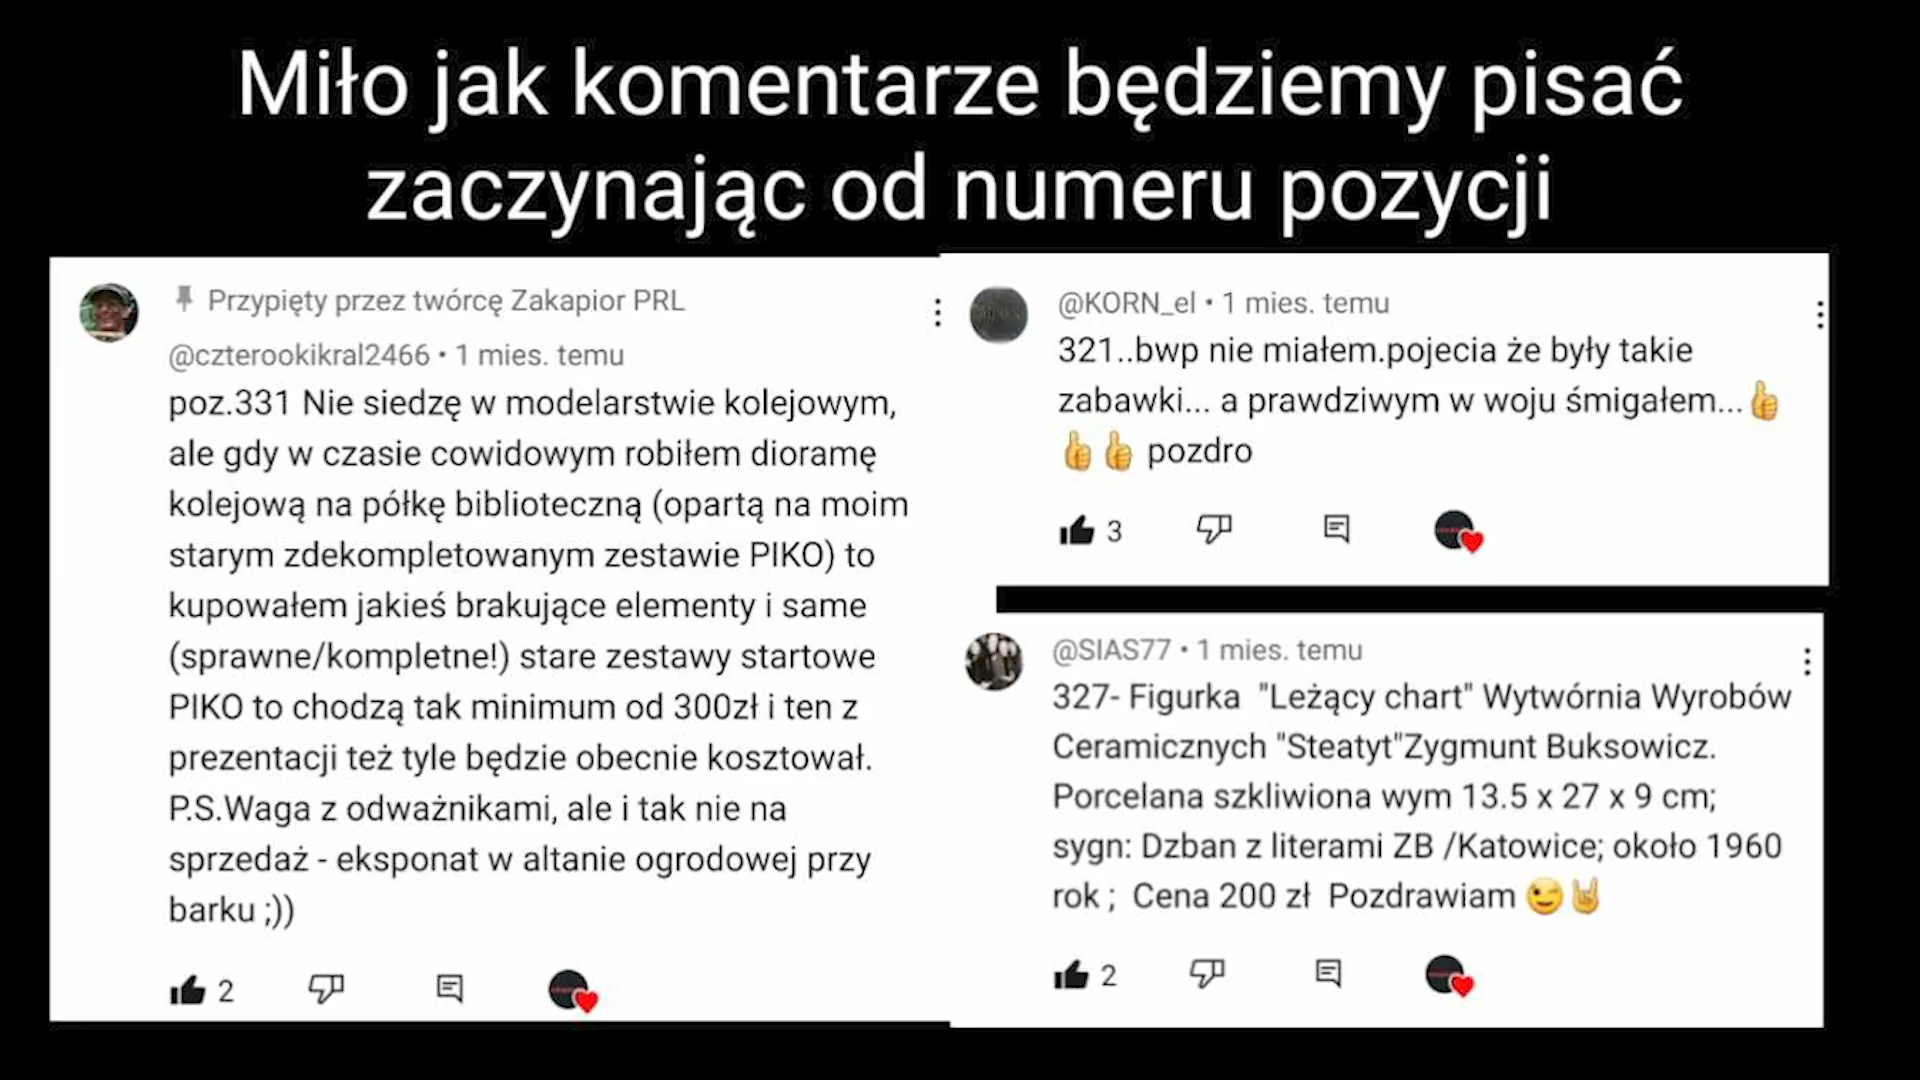 Miło jak komentarze będziemy pisać
zaczynając od numeru pozycji
Przypięty przez twórcę Zakapior PRL
@czterookikral2466 • 1 mies. temu
poz.331 Nie siedzę w modelarstwie kolejowym,
ale gdy w czasie cowidowym robiłem dioramę
kolejową na półkę biblioteczną (opartą na moim
starym zdekompletowanym zestawie PIKO) to
kupowałem jakieś brakujące elementy i same
(sprawne/kompletne!) stare zestawy startowe
PIKO to chodzą tak minimum od 300zł i ten z
prezentacji też tyle będzie obecnie kosztował.
P.S.Waga z odważnikami, ale i tak nie na
sprzedaż - eksponat w altanie ogrodowej przy
barku ;))
2
@KORN_el • 1 mies. temu
321..bwp nie miałem.pojecia że były takie
zabawki... a prawdziwym w woju śmigałem...👍
👍👍 pozdro
3
@SIAS77 • 1 mies. temu
327- Figurka "Leżący chart" Wytwórnia Wyrobów
Ceramicznych "Steatyt"Zygmunt Buksowicz.
Porcelana szkliwiona wym 13.5 x 27 x 9 cm;
sygn: Dzban z literami ZB /Katowice; około 1960
rok ; Cena 200 zł Pozdrawiam 😉🤘
2